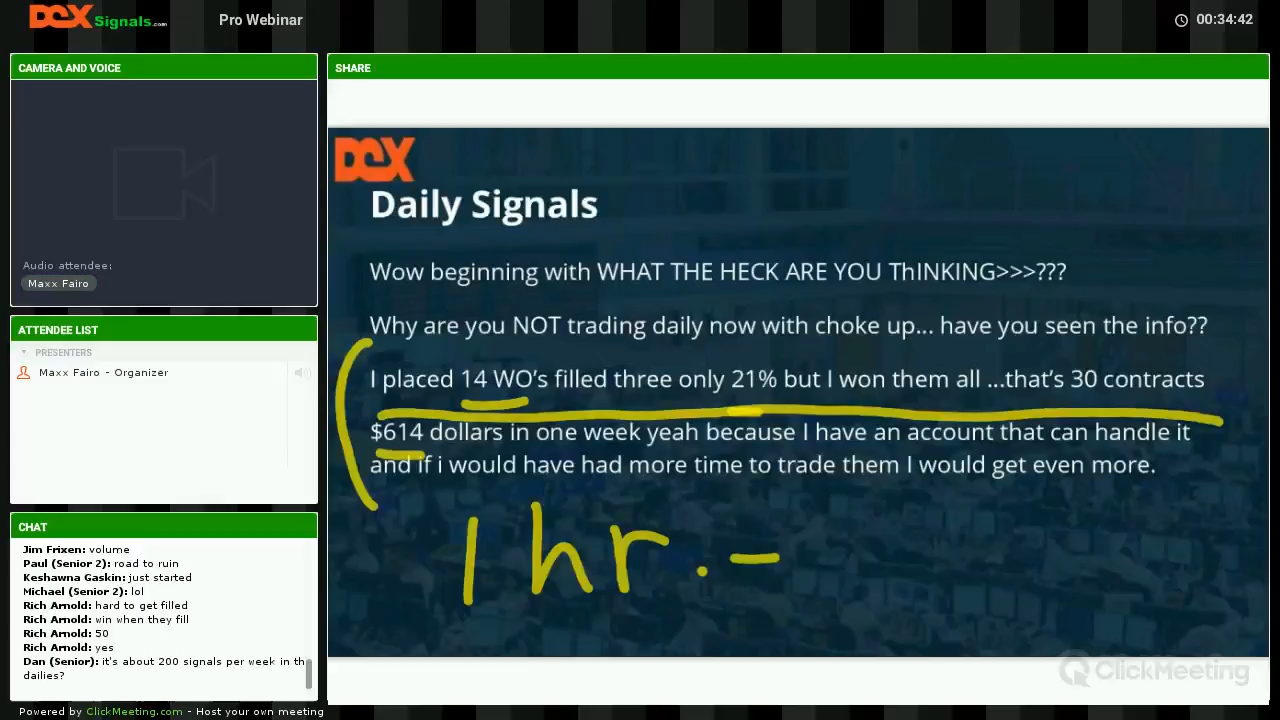 DEX Signals.com
Pro Webinar
00:34:42
CAMERA AND VOICE
Audio attendee:
Maxx Fairo
ATTENDEE LIST
PRESENTERS
Maxx Fairo - Organizer
CHAT
Jim Frixen: volume
Paul (Senior 2): road to ruin
Keshawna Gaskin: just started
Michael (Senior 2): lol
Rich Arnold: hard to get filled
Rich Arnold: win when they fill
Rich Arnold: 50
Rich Arnold: yes
Dan (Senior): it's about 200 signals per week in th
dailies?
Powered by ClickMeeting.com - Host your own meeting
SHARE
DEX
Daily Signals
Wow beginning with WHAT THE HECK ARE YOU ThINKING>>>???
Why are you NOT trading daily now with choke up... have you seen the info??
I placed 14 WO's filled three only 21% but I won them all ...that's 30 contracts
$614 dollars in one week yeah because I have an account that can handle it
and if i would have had more time to trade them I would get even more.
1 hr. -
ClickMeeting